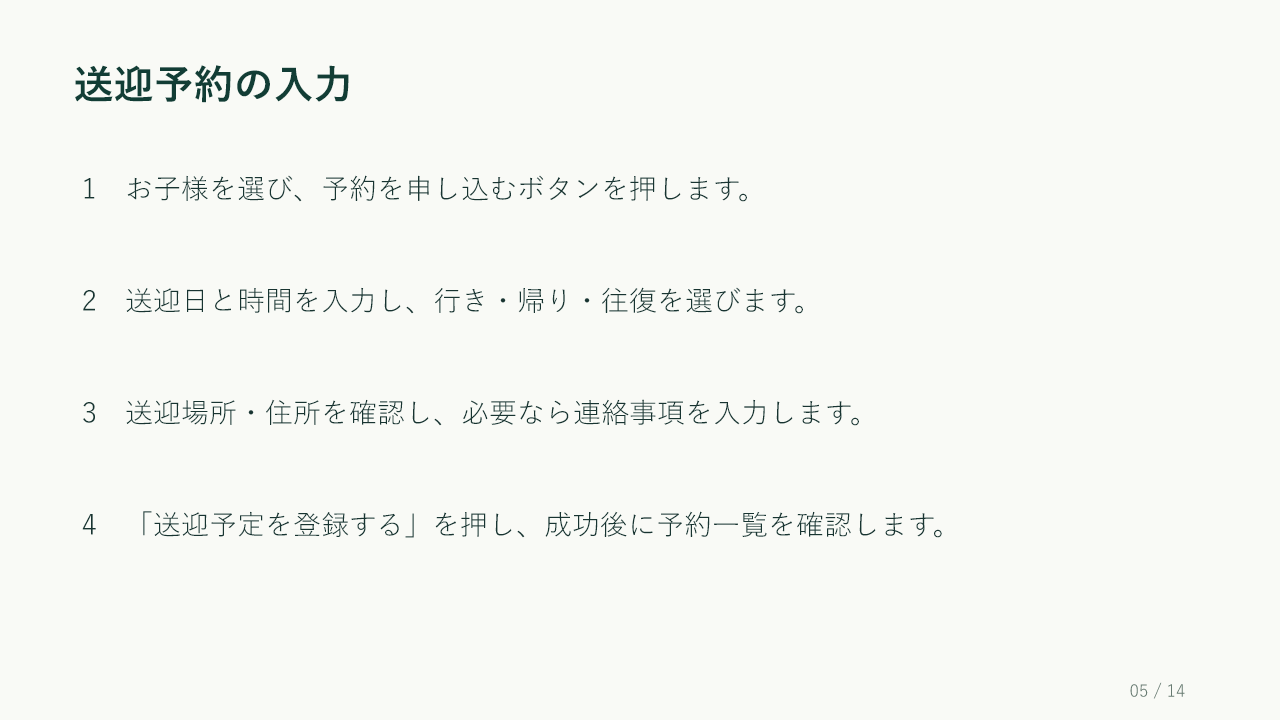 送迎予約の入力
1 お子様を選び、予約を申し込むボタンを押します。
2 送迎日と時間を入力し、行き・帰り・往復を選びます。
3 送迎場所・住所を確認し、必要なら連絡事項を入力します。
4 「送迎予定を登録する」を押し、成功後に予約一覧を確認します。
05 / 14